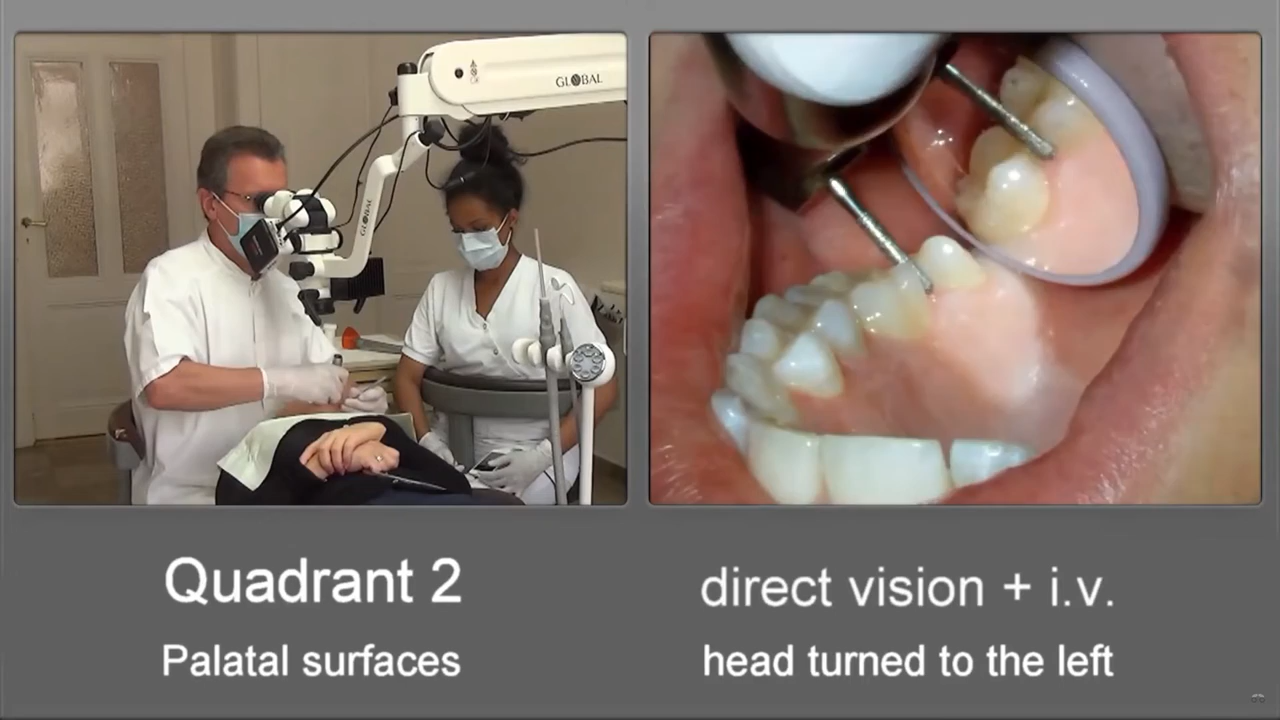 GLOBAL
GLOBAL
Quadrant 2
Palatal surfaces
direct vision + i.v.
head turned to the left